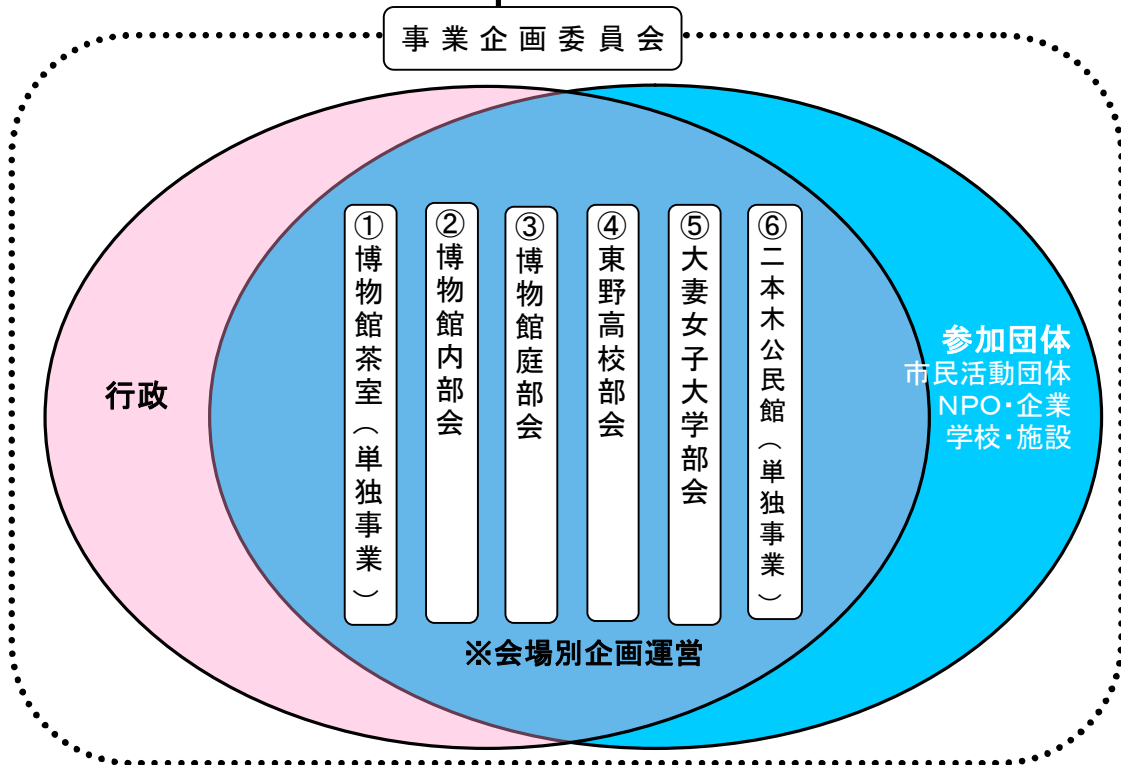 事業企画委員会
行政
①博物館茶室（単独事業）
②博物館内部会
③博物館庭部会
④東野高校部会
⑤大妻女子大学部会
⑥二本木公民館（単独事業）
参加団体
市民活動団体
NPO・企業
学校・施設
※会場別企画運営